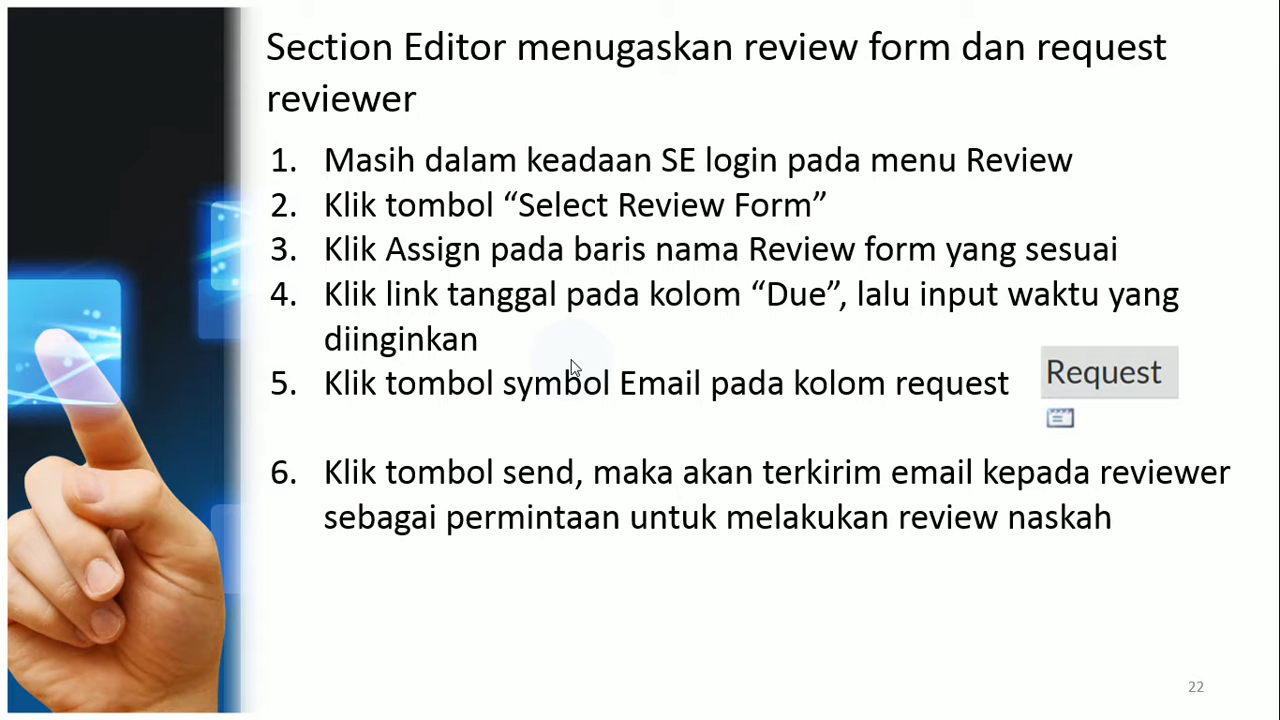 Section Editor menugaskan review form dan request
reviewer
1. Masih dalam keadaan SE login pada menu Review
2. Klik tombol “Select Review Form”
3. Klik Assign pada baris nama Review form yang sesuai
4. Klik link tanggal pada kolom “Due”, lalu input waktu yang
diinginkan
5. Klik tombol symbol Email pada kolom request
Request
6. Klik tombol send, maka akan terkirim email kepada reviewer
sebagai permintaan untuk melakukan review naskah
22